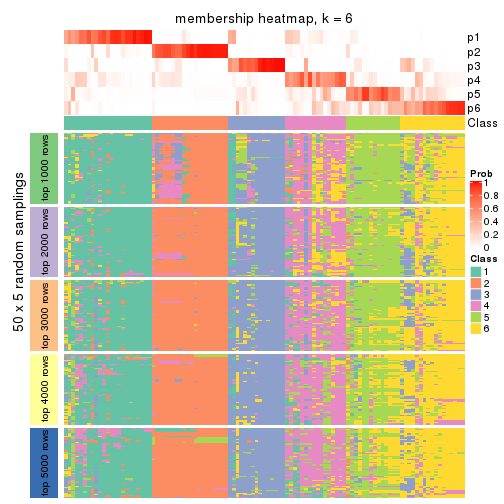 membership heatmap, k = 6
p1
p2
p3
p4
p5
p6
Class
50 x 5 random samplings
top 1000 rows
top 2000 rows
top 3000 rows
top 4000 rows
top 5000 rows
Prob
1
0.8
0.6
0.4
0.2
0
Class
1
2
3
4
5
6